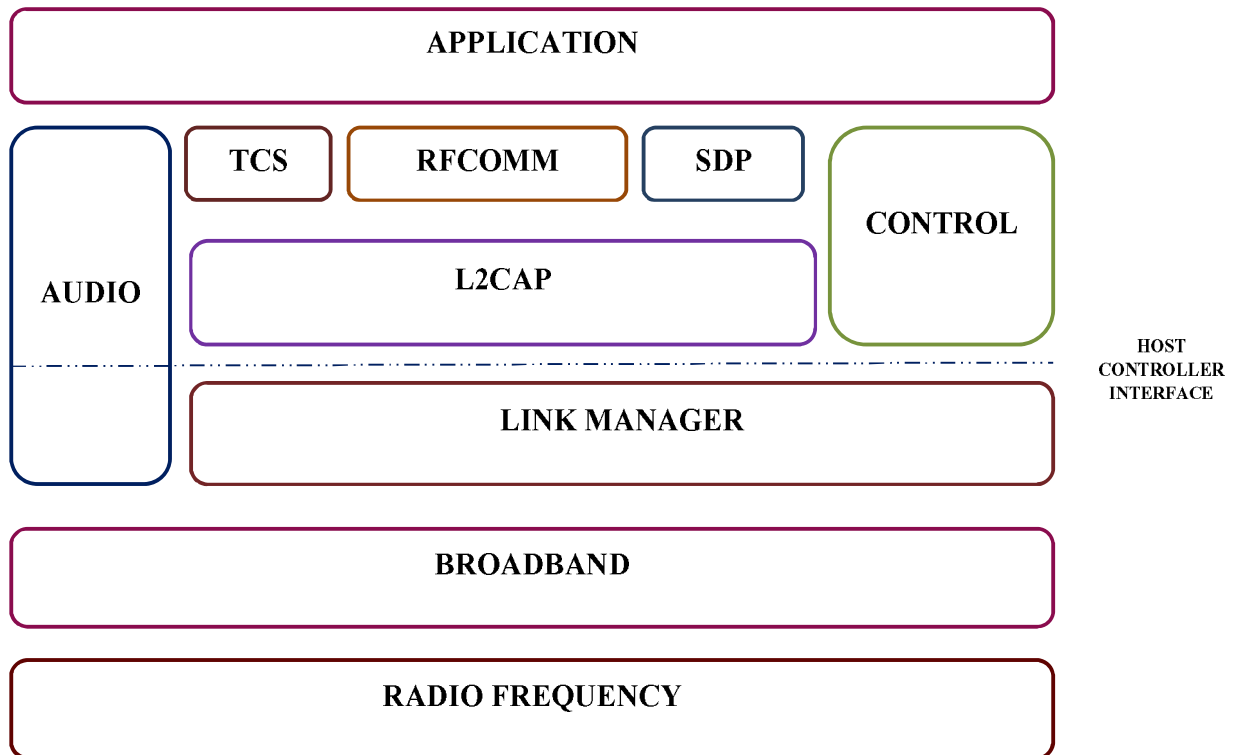 APPLICATION
TCS
RFCOMM
SDP
CONTROL
AUDIO
L2CAP
HOST
CONTROLLER
INTERFACE
LINK MANAGER
BROADBAND
RADIO FREQUENCY